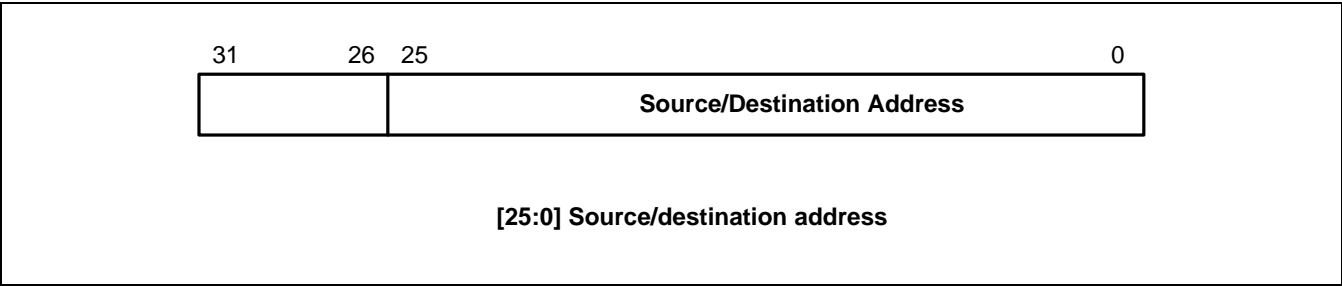 31 26 25 0
Source/Destination Address
[25:0] Source/destination address